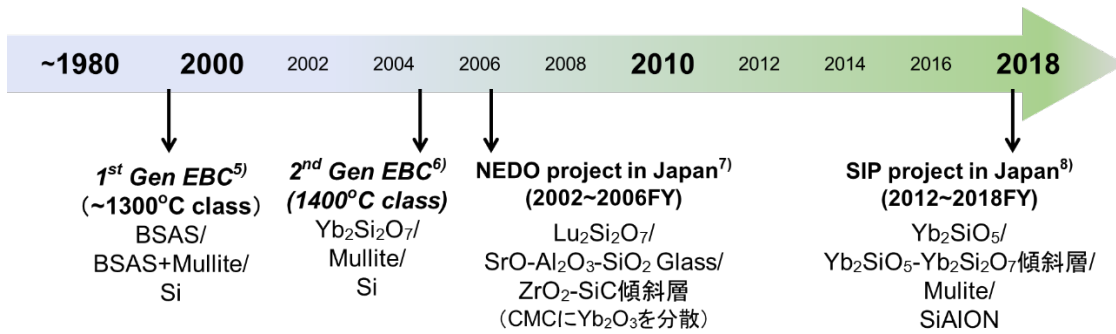 ~1980 2000 2002 2004 2006 2008 2010 2012 2014 2016 2018
1st Gen EBC5)
(~1300oC class)
BSAS/
BSAS+Mullite/
Si
2nd Gen EBC6)
(1400oC class)
Yb2Si2O7/
Mullite/
Si
NEDO project in Japan7)
(2002~2006FY)
Lu2Si2O7/
SrO-Al2O3-SiO2 Glass/
ZrO2-SiC傾斜層
(CMCにYb2O3を分散)
SIP project in Japan8)
(2012~2018FY)
Yb2SiO5/
Yb2SiO5-Yb2Si2O7傾斜層/
Mulite/
SiAlON